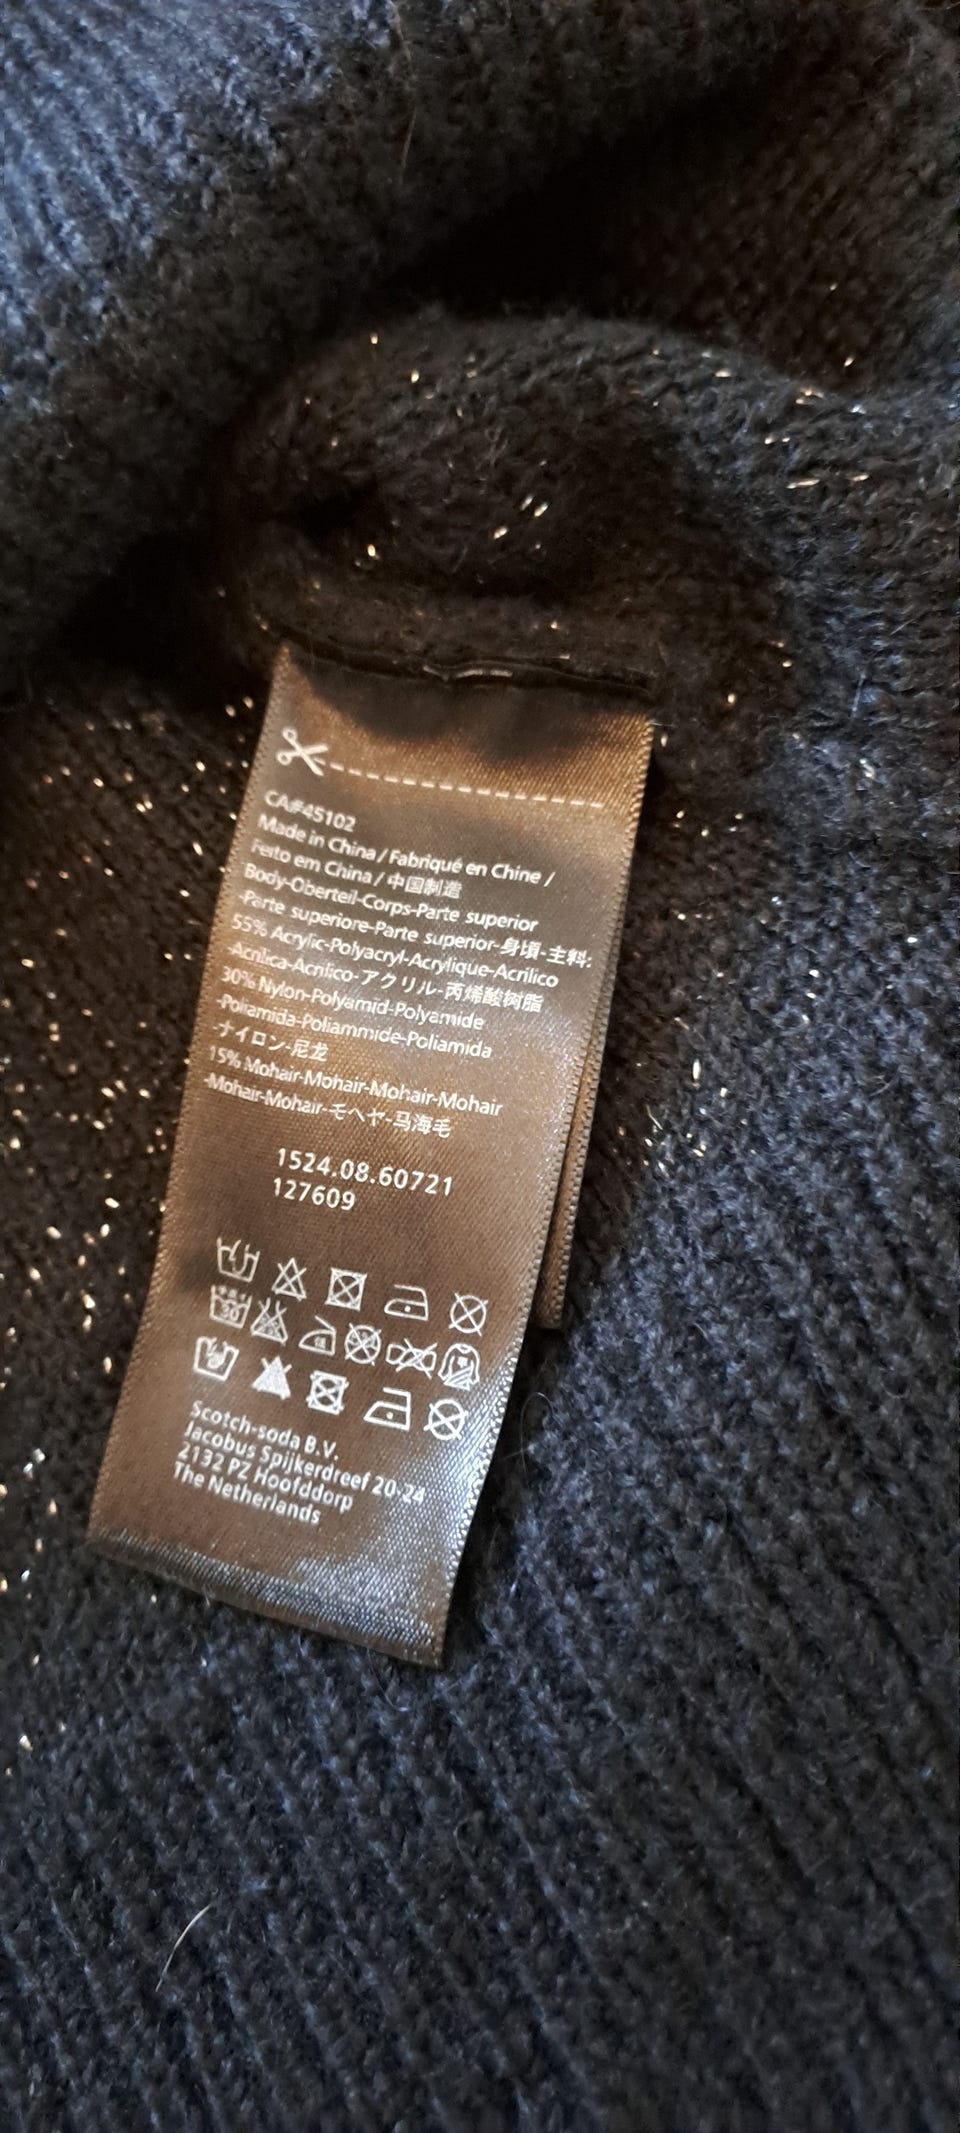 CA#45102
Made in China / Fabriqué en Chine /
Feito em China / 中国制造
Body-Oberteil-Corps-Parte superior
-Parte superiore-Parte superior-身頃-主料:
55% Acrylic-Polyacryl-Acrylique-Acrilico
-Acrilica-Acrilico-アクリル-丙烯酸树脂
30% Nylon-Polyamid-Polyamide
-Poliamida-Poliammide-Poliamida
-ナイロン-尼龙
15% Mohair-Mohair-Mohair-Mohair
-Mohair-Mohair-モヘヤ-马海毛
1524.08.60721
127609
Scotch-soda B.V.
Jacobus Spijkerdreef 20-24
2132 PZ Hoofddorp
The Netherlands